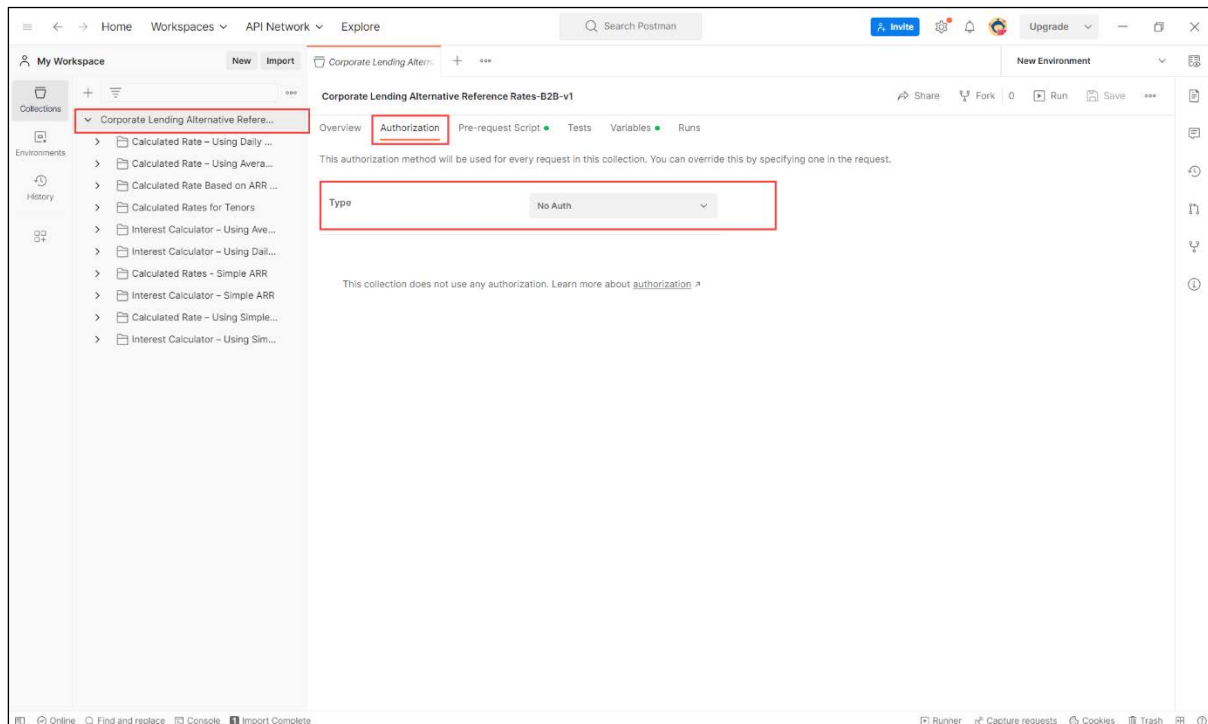 Home Workspaces API Network Explore Search Postman Invite Upgrade
My Workspace New Import Corporate Lending Altern New Environment
Collections
Environments
History
Corporate Lending Alternative Refere...
Calculated Rate – Using Daily ...
Calculated Rate – Using Avera...
Calculated Rate Based on ARR ...
Calculated Rates for Tenors
Interest Calculator – Using Ave...
Interest Calculator – Using Dail...
Calculated Rates - Simple ARR
Interest Calculator – Simple ARR
Calculated Rate – Using Simple...
Interest Calculator – Using Sim...
Corporate Lending Alternative Reference Rates-B2B-v1 Share Fork 0 Run Save
Overview Authorization Pre-request Script Tests Variables Runs
This authorization method will be used for every request in this collection. You can override this by specifying one in the request.
Type No Auth
This collection does not use any authorization. Learn more about authorization
Online Find and replace Console 1 Import Complete Runner Capture requests Cookies Trash